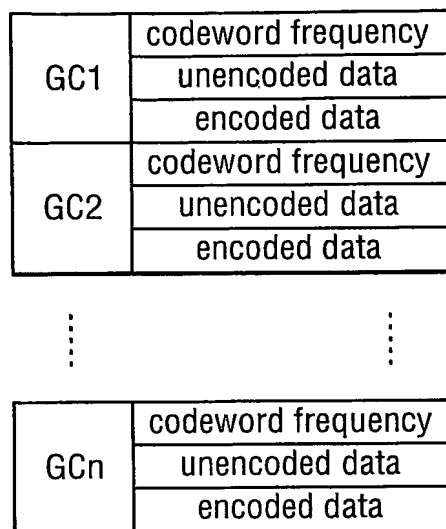 codeword frequency
GC1 unencoded data
encoded data
codeword frequency
GC2 unencoded data
encoded data
codeword frequency
GCn unencoded data
encoded data